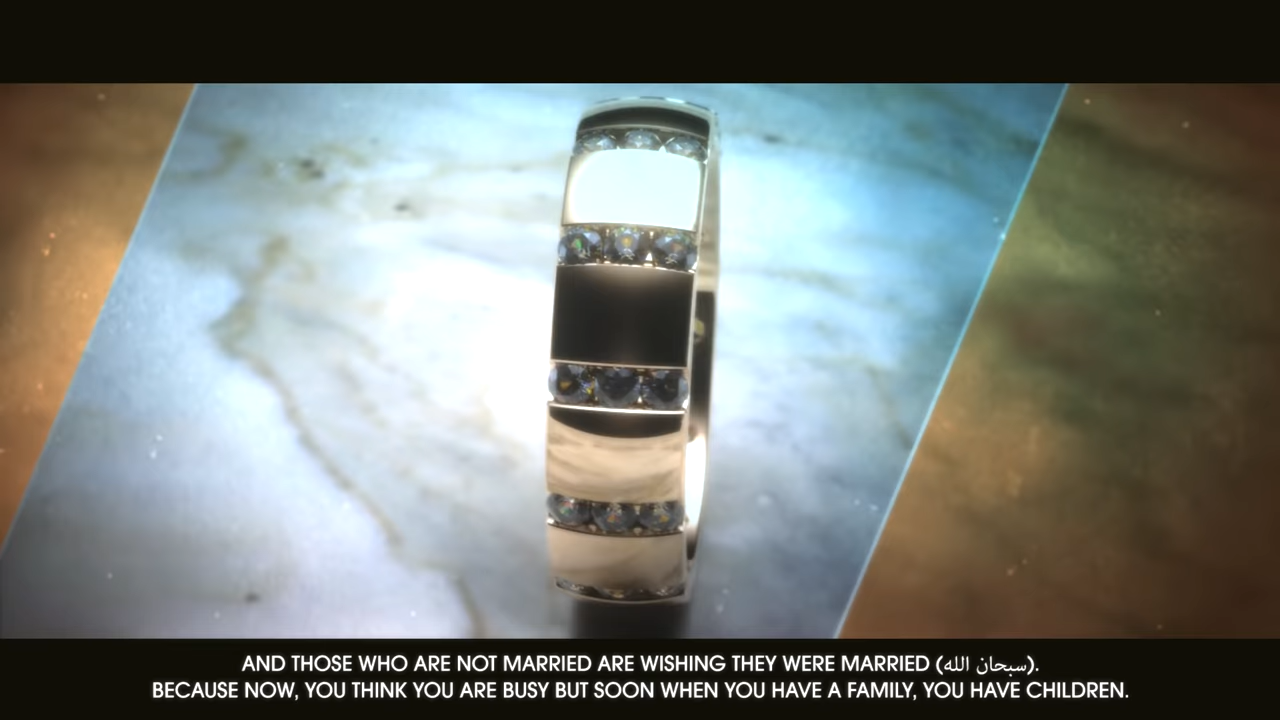 AND THOSE WHO ARE NOT MARRIED ARE WISHING THEY WERE MARRIED (سبحان الله).
BECAUSE NOW, YOU THINK YOU ARE BUSY BUT SOON WHEN YOU HAVE A FAMILY, YOU HAVE CHILDREN.